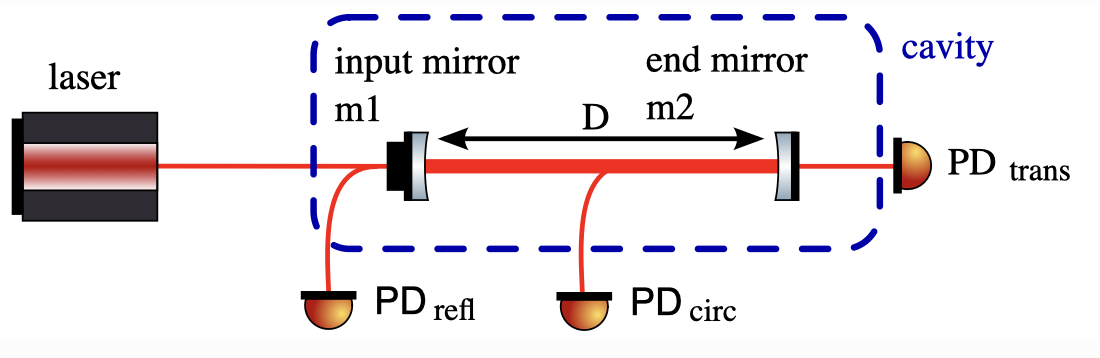 laser
input mirror
m1
end mirror
m2
D
cavity
PD trans
PD refl
PD circ